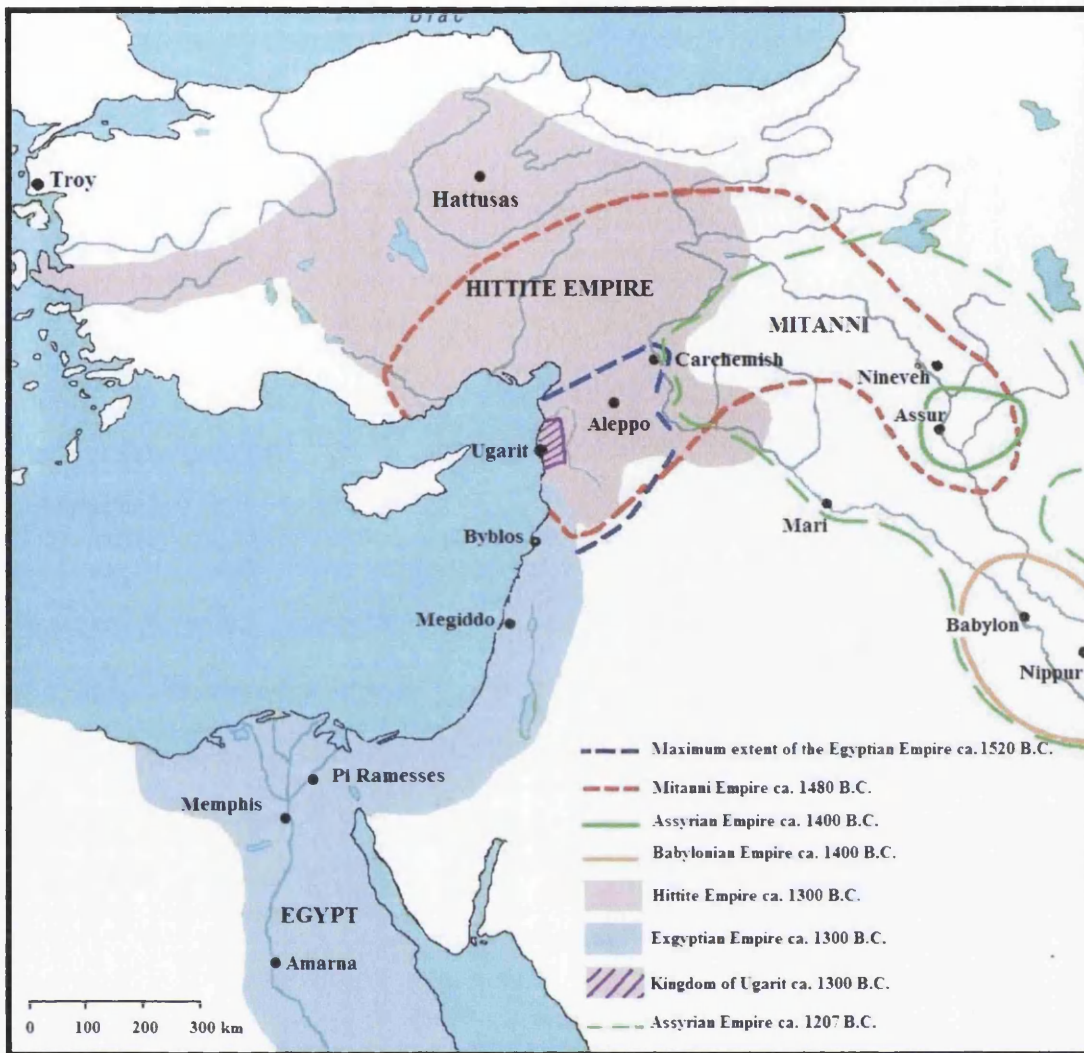 Troy
Hattusas
HITTITE EMPIRE
MITANNI
Carchemish
Nineveh
Aleppo
Assur
Ugarit
Mari
Byblos
Megiddo
Babylon
Nippur
Pi Ramesses
Memphis
EGYPT
Amarna
0 100 200 300 km
Maximum extent of the Egyptian Empire ca. 1520 B.C.
Mitanni Empire ca. 1480 B.C.
Assyrian Empire ca. 1400 B.C.
Babylonian Empire ca. 1400 B.C.
Hittite Empire ca. 1300 B.C.
Exgyptian Empire ca. 1300 B.C.
Kingdom of Ugarit ca. 1300 B.C.
Assyrian Empire ca. 1207 B.C.